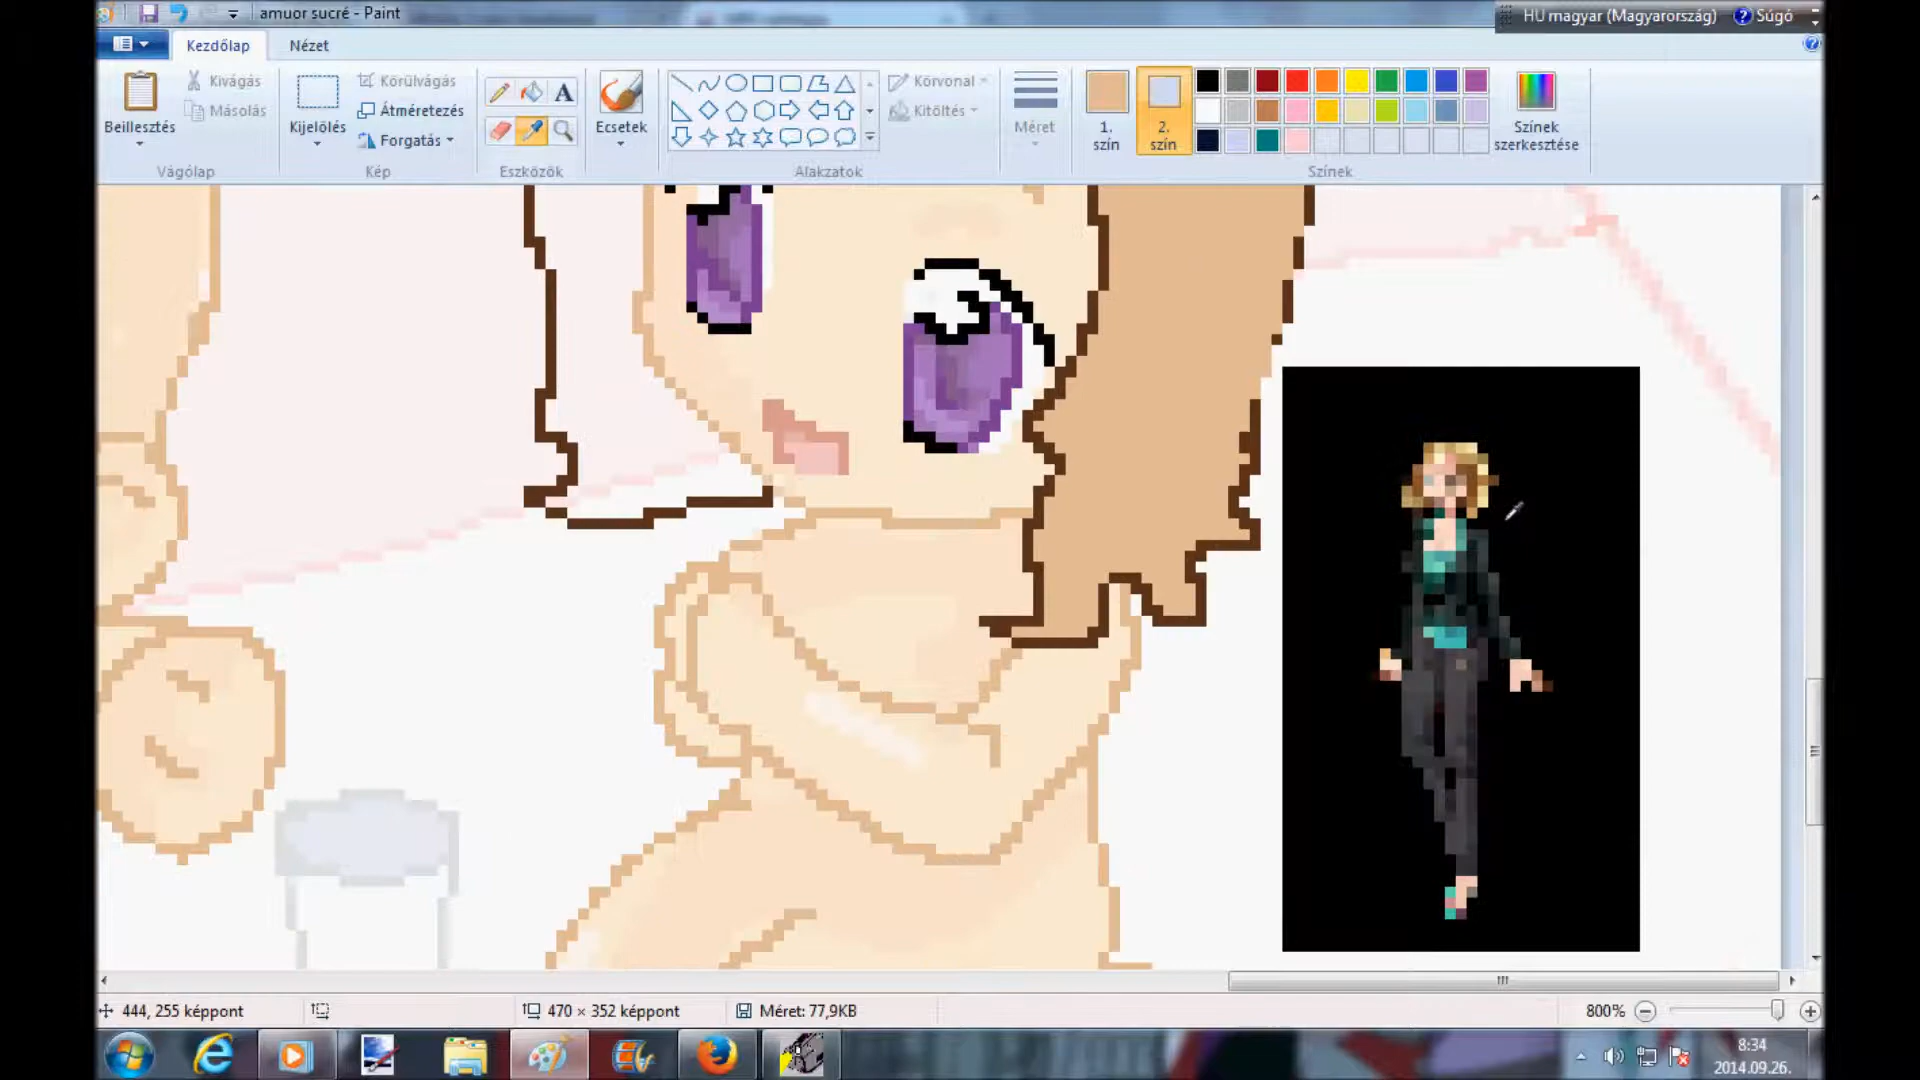 amuor sucré - Paint
HU magyar (Magyarország) Súgó
Kezdőlap Nézet
Beillesztés
Kivágás
Másolás
Vágólap
Kijelölés
Körülvágás
Átméretezés
Forgatás
Kép
A
Eszközök
Ecsetek
Alakzatok
Körvonal
Kitöltés
Méret
1.
szín
2.
szín
Színek
szerkesztése
Színek
444, 255 képpont
470 × 352 képpont
Méret: 77,9KB
800%
8:34
2014.09.26.